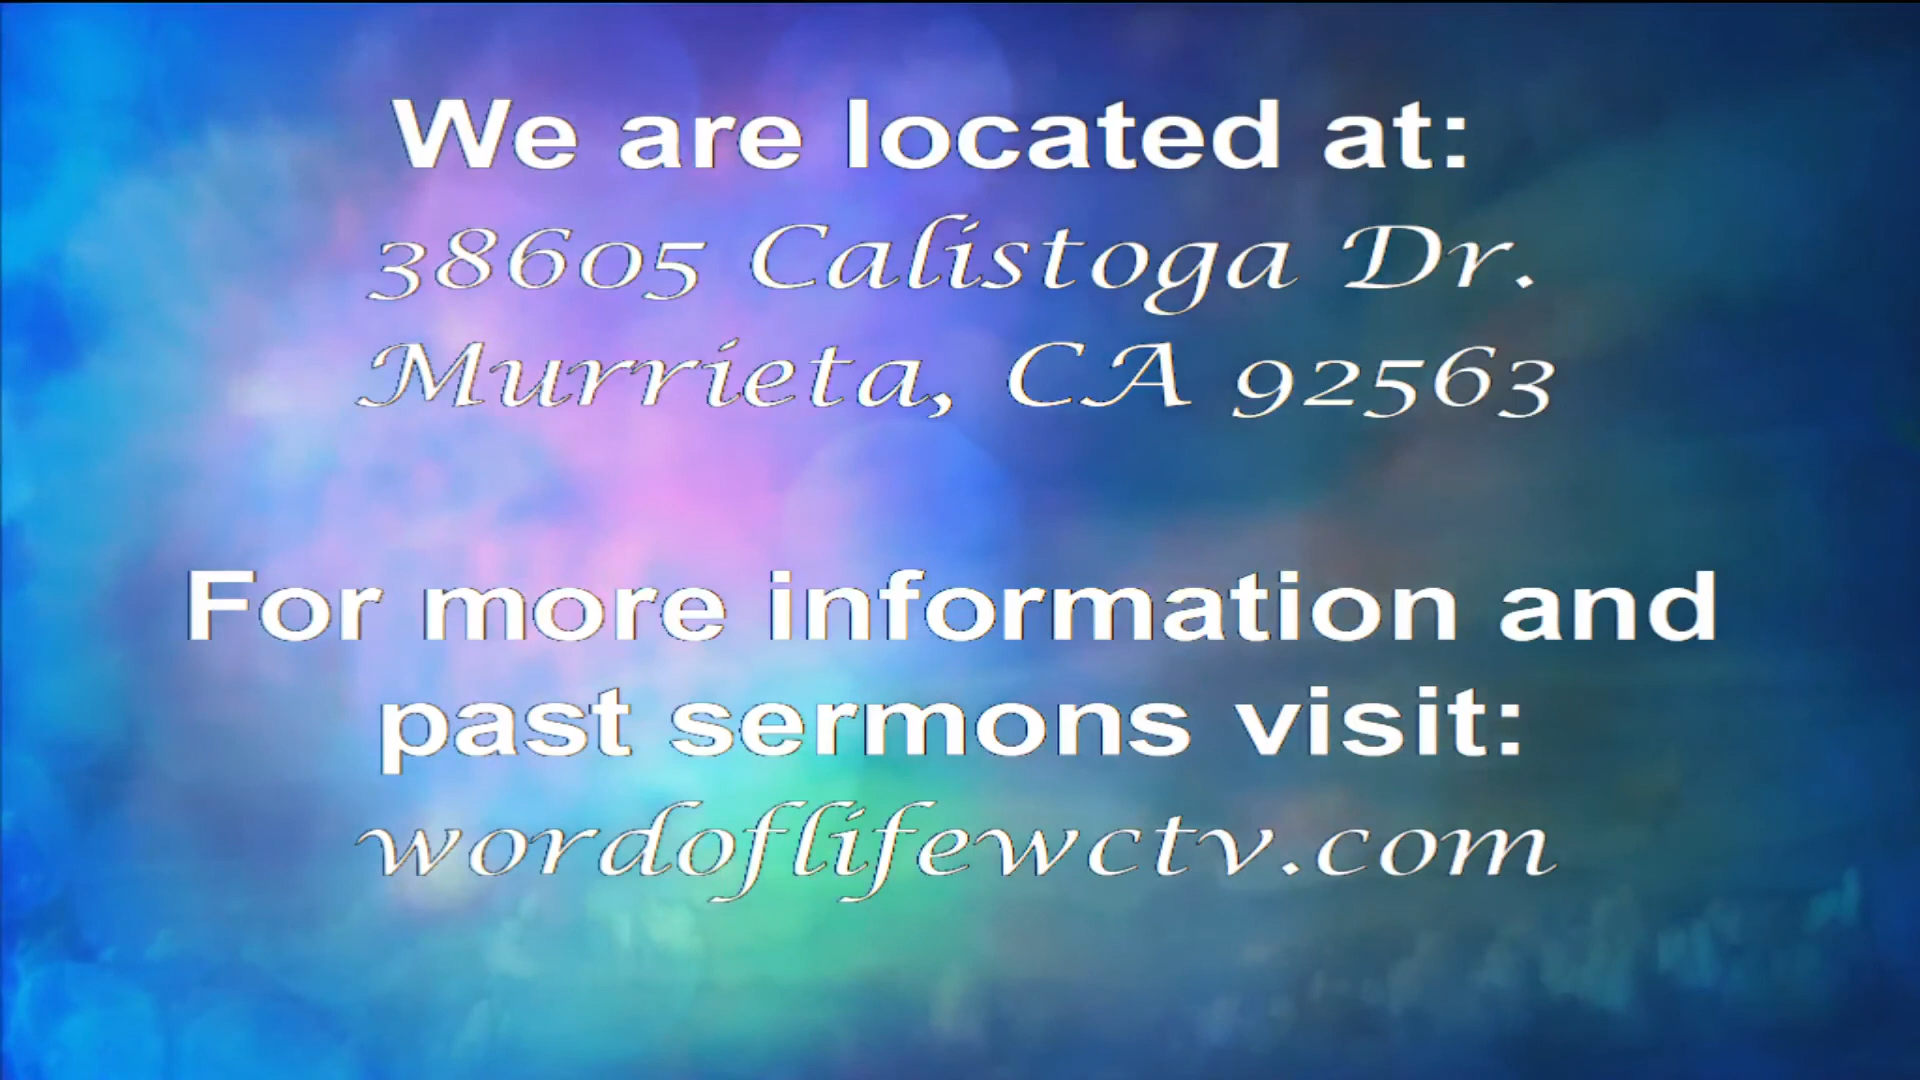 We are located at:
38605 Calistoga Dr.
Murrieta, CA 92563
For more information and
past sermons visit:
wordoflifewctv.com